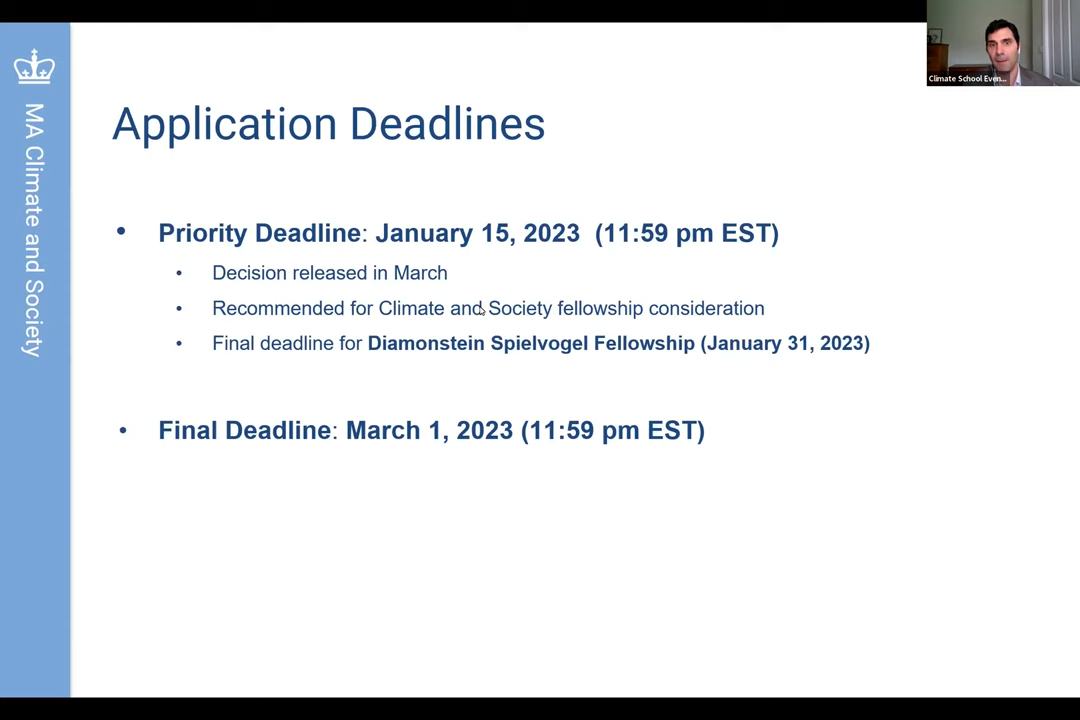 MA Climate and Society
Climate School Even...
Application Deadlines
• Priority Deadline: January 15, 2023 (11:59 pm EST)
• Decision released in March
• Recommended for Climate and Society fellowship consideration
• Final deadline for Diamonstein Spielvogel Fellowship (January 31, 2023)
• Final Deadline: March 1, 2023 (11:59 pm EST)